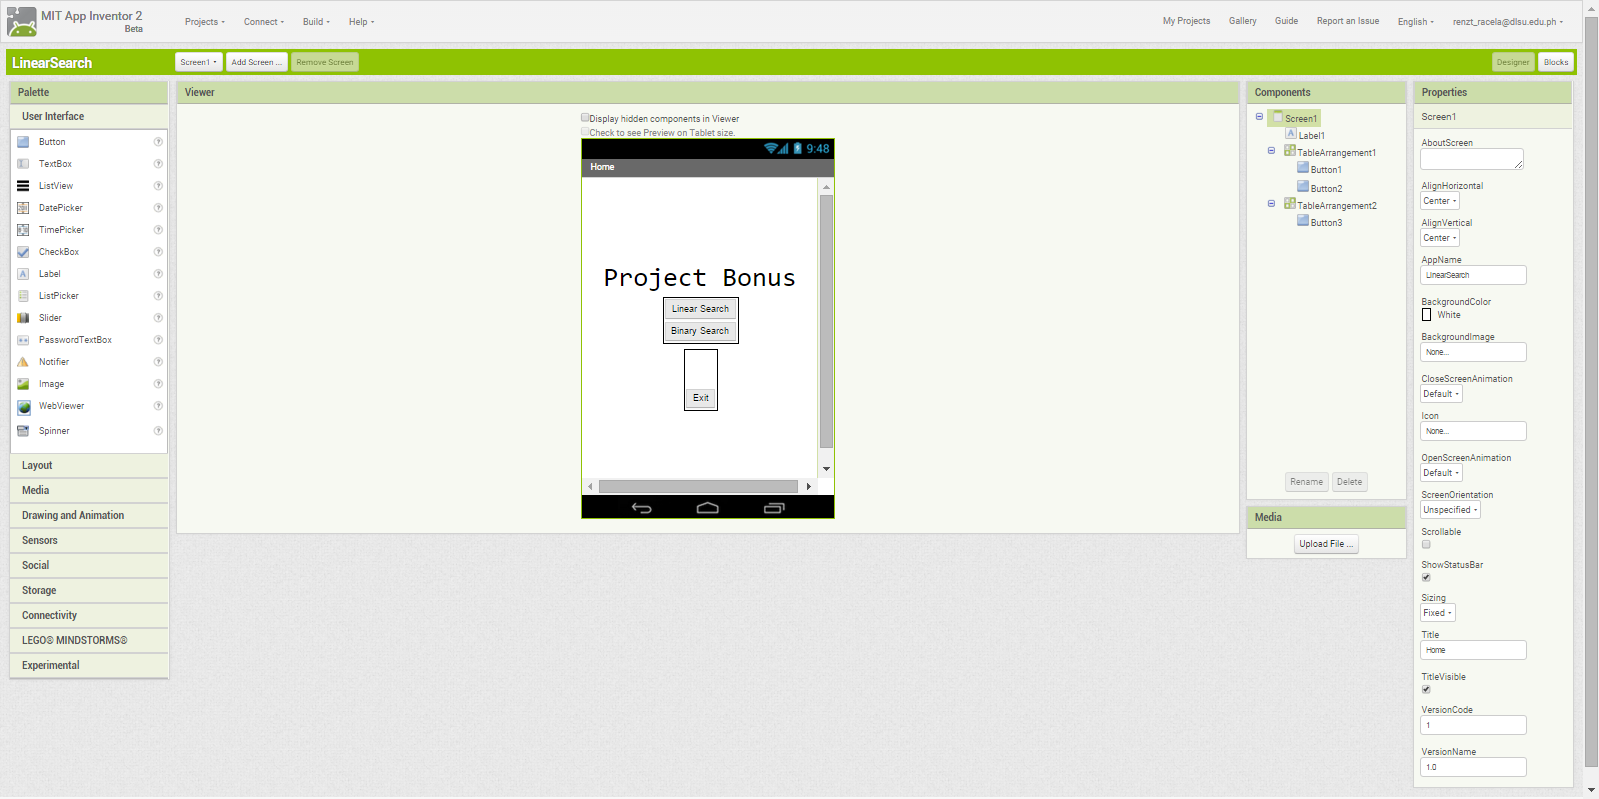 MIT App Inventor 2
Beta
Projects Connect Build Help
My Projects Gallery Guide Report an Issue English renzt_racela@dlsu.edu.ph
LinearSearch
Screen1 Add Screen ... Remove Screen
Designer Blocks
Palette
User Interface
Button
TextBox
ListView
DatePicker
TimePicker
CheckBox
Label
ListPicker
Slider
PasswordTextBox
Notifier
Image
WebViewer
Spinner
Layout
Media
Drawing and Animation
Sensors
Social
Storage
Connectivity
LEGO® MINDSTORMS®
Experimental
Viewer
Display hidden components in Viewer
Check to see Preview on Tablet size.
9:48
Home
Project Bonus
Linear Search
Binary Search
Exit
Components
Screen1
Label1
TableArrangement1
Button1
Button2
TableArrangement2
Button3
Rename Delete
Media
Upload File ...
Properties
Screen1
AboutScreen
AlignHorizontal
Center
AlignVertical
Center
AppName
LinearSearch
BackgroundColor
White
BackgroundImage
None...
CloseScreenAnimation
Default
Icon
None...
OpenScreenAnimation
Default
ScreenOrientation
Unspecified
Scrollable
ShowStatusBar
Sizing
Fixed
Title
Home
TitleVisible
VersionCode
1
VersionName
1.0